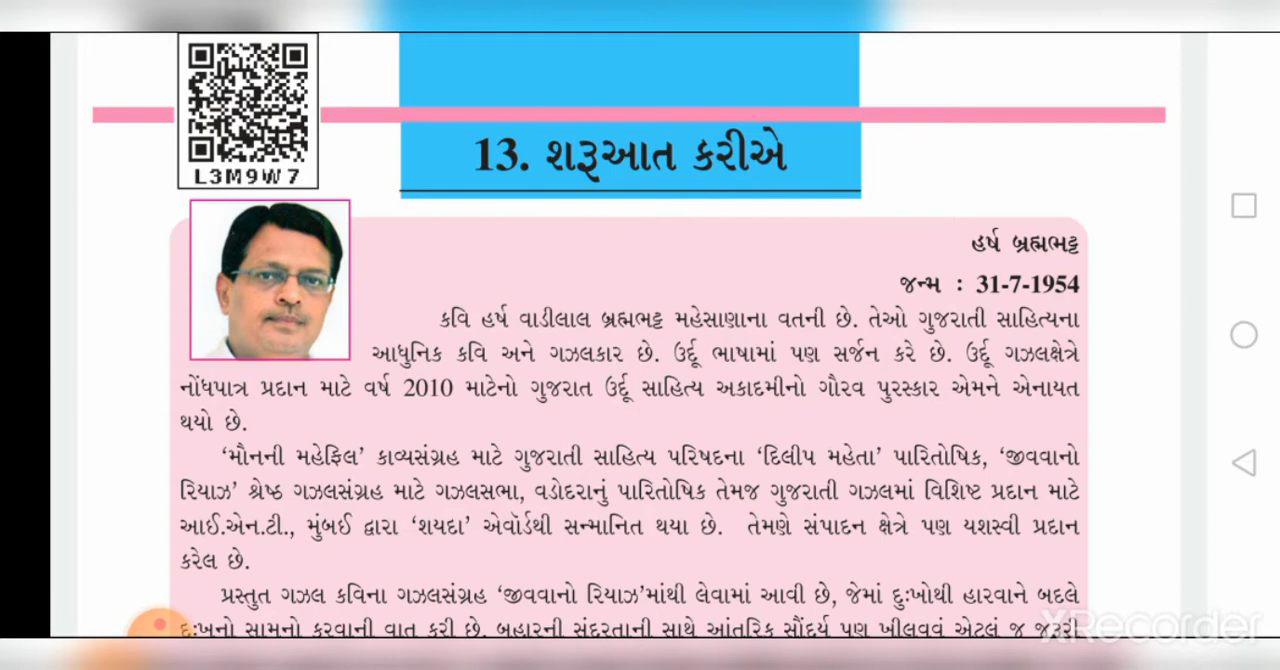 L3M9W7
13. શરૂઆત કરીએ
હર્ષ બ્રહ્મભટ્ટ
જન્મ : 31-7-1954
કવિ હર્ષ વાડીલાલ બ્રહ્મભટ્ટ મહેસાણાના વતની છે. તેઓ ગુજરાતી સાહિત્યના
આધુનિક કવિ અને ગઝલકાર છે. ઉર્દૂ ભાષામાં પણ સર્જન કરે છે. ઉર્દૂ ગઝલક્ષેત્રે
નોંધપાત્ર પ્રદાન માટે વર્ષ 2010 માટેનો ગુજરાત ઉર્દૂ સાહિત્ય અકાદમીનો ગૌરવ પુરસ્કાર એમને એનાયત
થયો છે.
‘મૌનની મહેફિલ’ કાવ્યસંગ્રહ માટે ગુજરાતી સાહિત્ય પરિષદના ‘દિલીપ મહેતા’ પારિતોષિક, ‘જીવવાનો
રિયાઝ’ શ્રેષ્ઠ ગઝલસંગ્રહ માટે ગઝલસભા, વડોદરાનું પારિતોષિક તેમજ ગુજરાતી ગઝલમાં વિશિષ્ટ પ્રદાન માટે
આઈ.એન.ટી., મુંબઈ દ્વારા ‘શયદા’ એવૉર્ડથી સન્માનિત થયા છે. તેમણે સંપાદન ક્ષેત્રે પણ યશસ્વી પ્રદાન
કરેલ છે.
પ્રસ્તુત ગઝલ કવિના ગઝલસંગ્રહ ‘જીવવાનો રિયાઝ’માંથી લેવામાં આવી છે, જેમાં દુઃખોથી હારવાને બદલે
દુઃખનો સામનો કરવાની વાત કરી છે. બહારની સુંદરતાની સાથે આંતરિક સૌંદર્ય પણ ખીલવવું એટલું જ જરૂરી
XRecorder